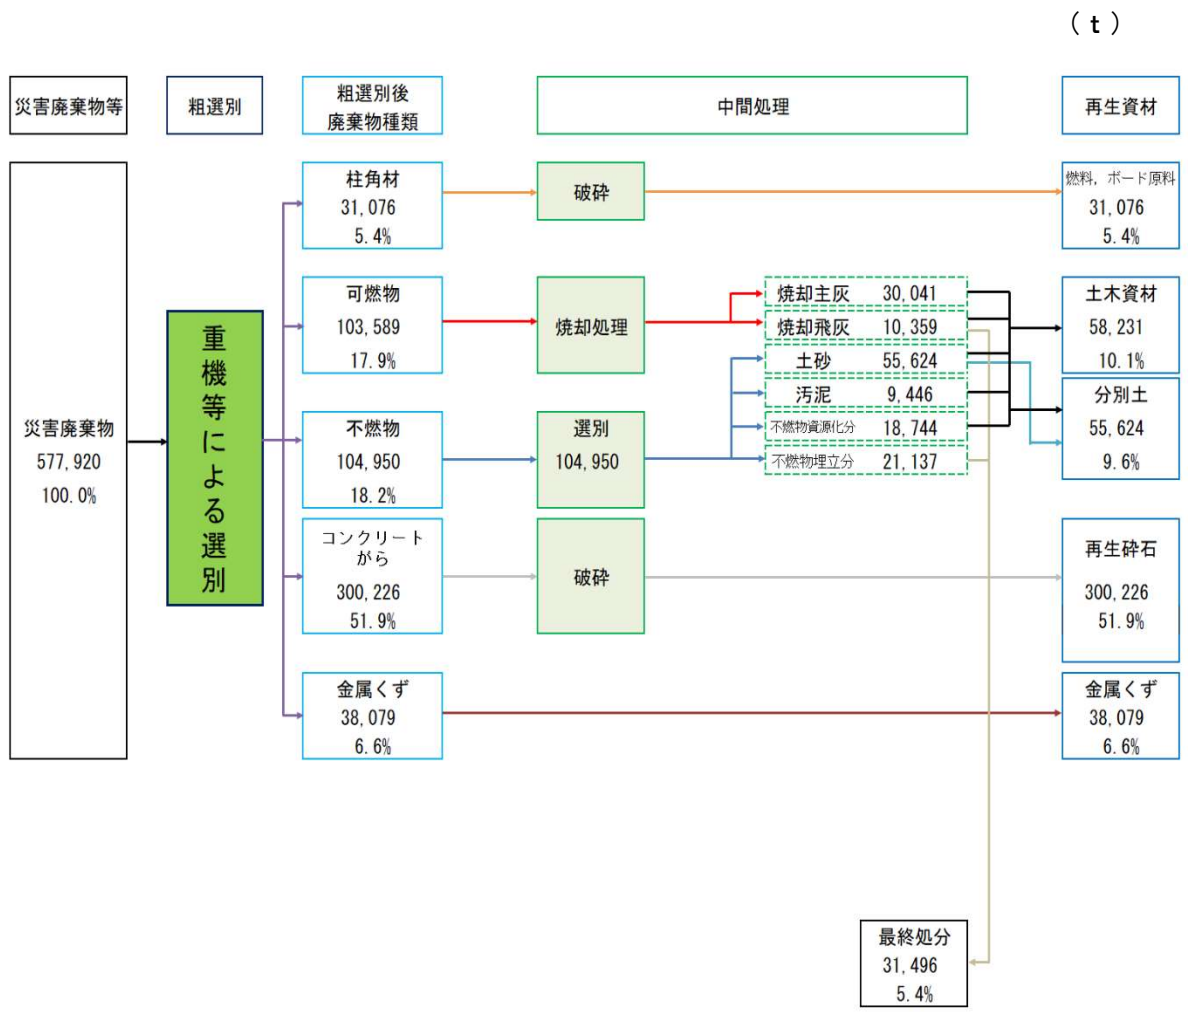 （ｔ）
災害廃棄物等
粗選別
粗選別後
廃棄物種類
中間処理
再生資材
災害廃棄物
577,920
100.0%
重機等による選別
柱角材
31,076
5.4%
破砕
燃料，ボード原料
31,076
5.4%
可燃物
103,589
17.9%
焼却処理
焼却主灰 30,041
焼却飛灰 10,359
土砂 55,624
汚泥 9,446
不燃物資源化分 18,744
不燃物埋立分 21,137
土木資材
58,231
10.1%
分別土
55,624
9.6%
不燃物
104,950
18.2%
選別
104,950
コンクリート
がら
300,226
51.9%
破砕
再生砕石
300,226
51.9%
金属くず
38,079
6.6%
金属くず
38,079
6.6%
最終処分
31,496
5.4%